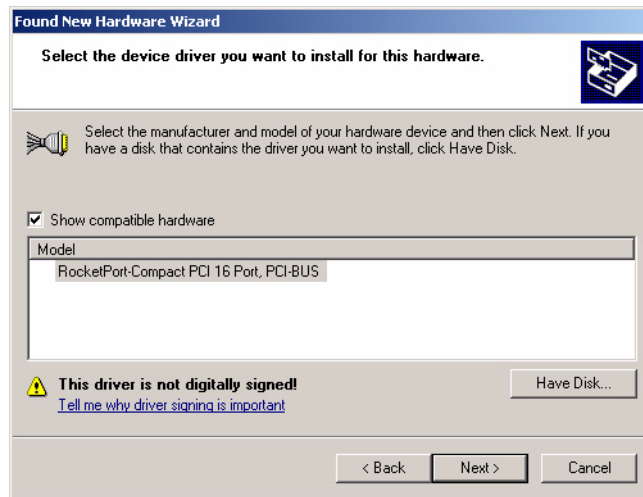 Found New Hardware Wizard
Select the device driver you want to install for this hardware.
Select the manufacturer and model of your hardware device and then click Next. If you
have a disk that contains the driver you want to install, click Have Disk.
Show compatible hardware
Model
RocketPort-Compact PCI 16 Port, PCI-BUS
This driver is not digitally signed!
Tell me why driver signing is important
Have Disk...
< Back
Next >
Cancel